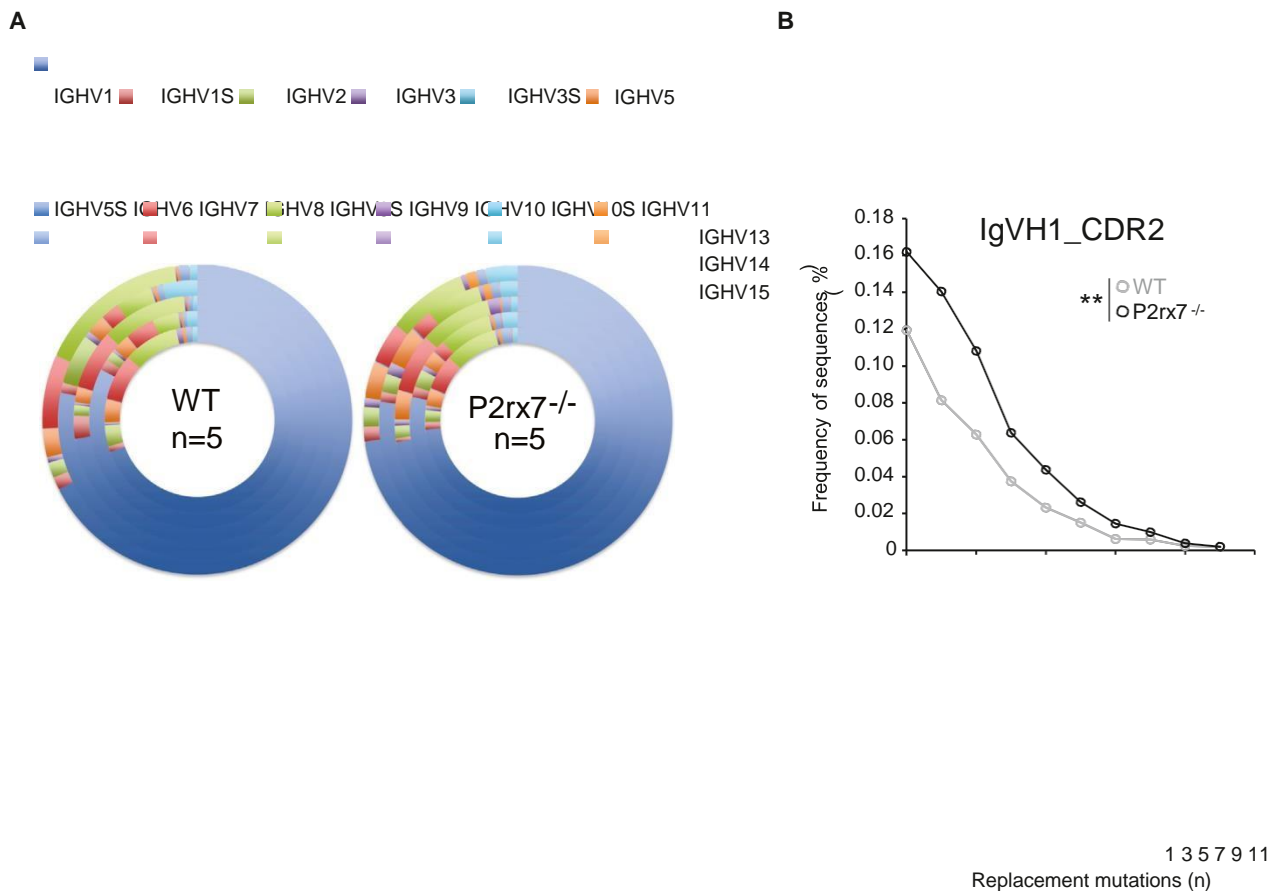 A
B
IGHV1 IGHV1S IGHV2 IGHV3 IGHV3S IGHV5
IGHV5S IGHV6 IGHV7 IGHV8 IGHV IGHV9 IGHV10 IGHV10S IGHV11
IGHV13
IGHV14
IGHV15
WT
n=5
P2rx7-/-
n=5
IgVH1_CDR2
WT
** P2rx7 -/-
Frequency of sequences (%)
0.18
0.16
0.14
0.12
0.10
0.08
0.06
0.04
0.02
0
1 3 5 7 9 11
Replacement mutations (n)